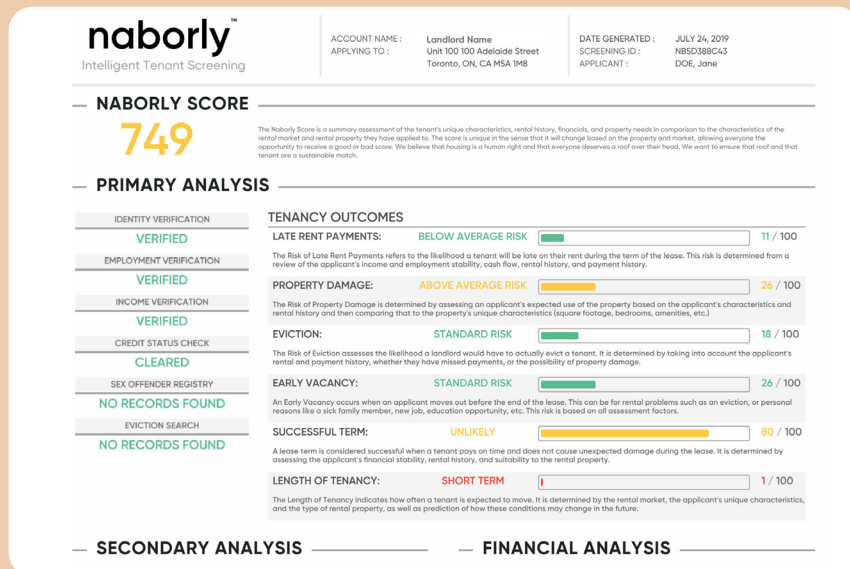 naborly™
Intelligent Tenant Screening
ACCOUNT NAME : Landlord Name
APPLYING TO : Unit 100 100 Adelaide Street
Toronto, ON, CA M5A 1M8
DATE GENERATED : JULY 24, 2019
SCREENING ID : NB5D388C43
APPLICANT : DOE, Jane
NABORLY SCORE
749
The Naborly Score is a summary assessment of the tenant's unique characteristics, rental history, financials, and property needs in comparison to the characteristics of the
rental market and rental property they have applied to. The score is unique in the sense that it will change based on the property and market, allowing everyone the
opportunity to receive a good or bad score. We believe that housing is a human right and that everyone deserves a roof over their head. We want to ensure that roof and that
tenant are a sustainable match.
PRIMARY ANALYSIS
IDENTITY VERIFICATION
VERIFIED
EMPLOYMENT VERIFICATION
VERIFIED
INCOME VERIFICATION
VERIFIED
CREDIT STATUS CHECK
CLEARED
SEX OFFENDER REGISTRY
NO RECORDS FOUND
EVICTION SEARCH
NO RECORDS FOUND
TENANCY OUTCOMES
LATE RENT PAYMENTS: BELOW AVERAGE RISK 11 / 100
The Risk of Late Rent Payments refers to the likelihood a tenant will be late on their rent during the term of the lease. This risk is determined from a
review of the applicant's income and employment stability, cash flow, rental history, and payment history.
PROPERTY DAMAGE: ABOVE AVERAGE RISK 26 / 100
The Risk of Property Damage is determined by assessing an applicant's expected use of the property based on the applicant's characteristics and
rental history and then comparing that to the property's unique characteristics (square footage, bedrooms, amenities, etc.)
EVICTION: STANDARD RISK 18 / 100
The Risk of Eviction assesses the likelihood a landlord would have to actually evict a tenant. It is determined by taking into account the applicant's
rental and payment history, whether they have missed payments, or the possibility of property damage.
EARLY VACANCY: STANDARD RISK 26 / 100
An Early Vacancy occurs when an applicant moves out before the end of the lease. This can be for rental problems such as an eviction, or personal
reasons like a sick family member, new job, education opportunity, etc. This risk is based on all assessment factors.
SUCCESSFUL TERM: UNLIKELY 80 / 100
A lease term is considered successful when a tenant pays on time and does not cause unexpected damage during the lease. It is determined by
assessing the applicant's financial stability, rental history, and suitability to the rental property.
LENGTH OF TENANCY: SHORT TERM 1 / 100
The Length of Tenancy indicates how often a tenant is expected to move. It is determined by the rental market, the applicant's unique characteristics,
and the type of rental property, as well as prediction of how these conditions may change in the future.
SECONDARY ANALYSIS
FINANCIAL ANALYSIS